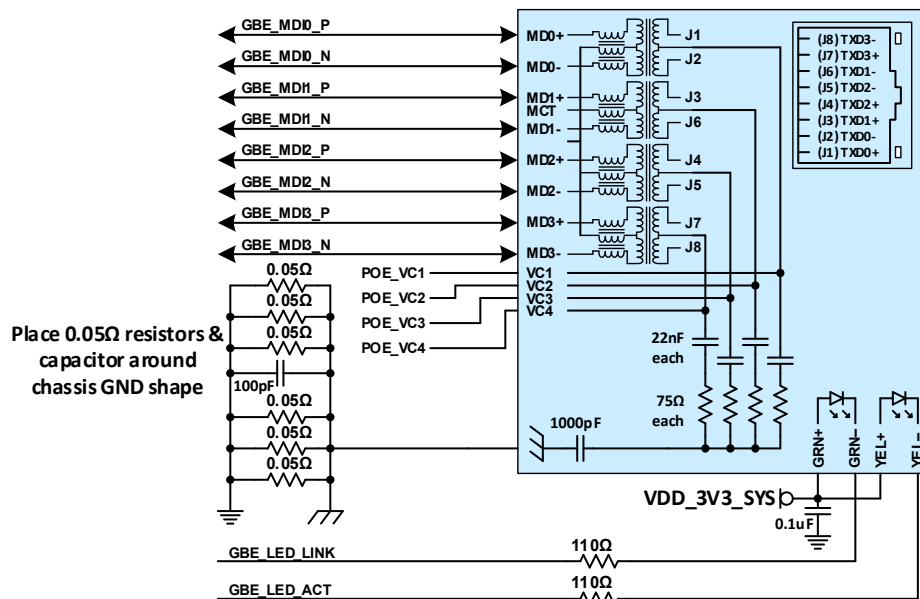 GBE_MDI0_P
GBE_MDI0_N
GBE_MDI1_P
GBE_MDI1_N
GBE_MDI2_P
GBE_MDI2_N
GBE_MDI3_P
GBE_MDI3_N
MD0+
MD0-
MD1+
MCT
MD1-
MD2+
MD2-
MD3+
MD3-
J1
J2
J3
J6
J4
J5
J7
J8
(J8) TXD3-
(J7) TXD3+
(J6) TXD1-
(J5) TXD2-
(J4) TXD2+
(J3) TXD1+
(J2) TXD0-
(J1) TXD0+
POE_VC1
POE_VC2
POE_VC3
POE_VC4
VC1
VC2
VC3
VC4
0.05Ω
0.05Ω
0.05Ω
100pF
0.05Ω
0.05Ω
0.05Ω
Place 0.05Ω resistors &
capacitor around
chassis GND shape
22nF
each
75Ω
each
1000pF
GRN+
GRN–
YEL+
YEL–
VDD_3V3_SYS
0.1uF
GBE_LED_LINK
110Ω
GBE_LED_ACT
110Ω